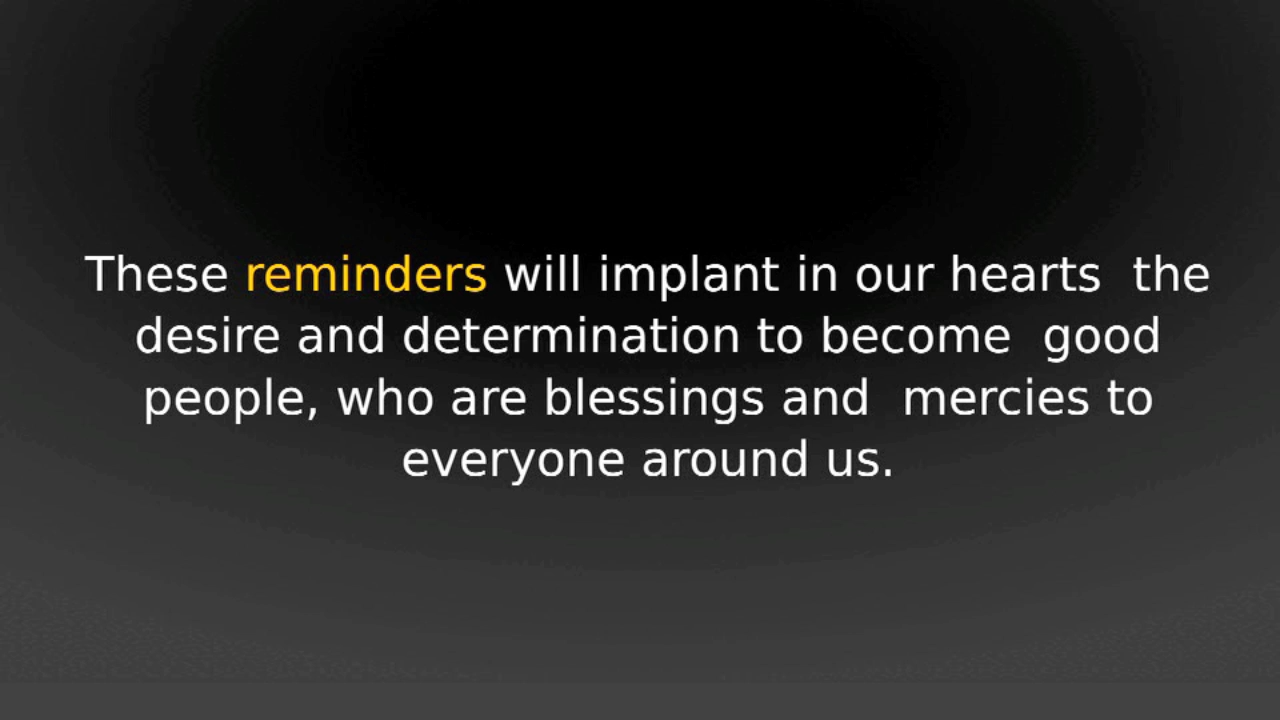 These reminders will implant in our hearts  the
desire and determination to become  good
people, who are blessings and  mercies to
everyone around us.